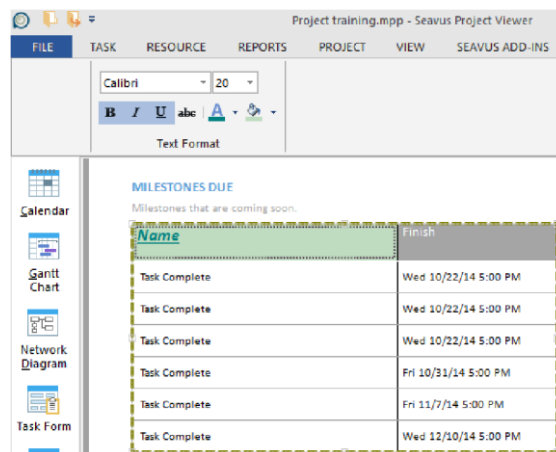 Project training.mpp - Seavus Project Viewer
FILE TASK RESOURCE REPORTS PROJECT VIEW SEAVUS ADD-INS
Calibri 20
B I U abc A
Text Format
MILESTONES DUE
Milestones that are coming soon.
Name Finish
Task Complete Wed 10/22/14 5:00 PM
Task Complete Wed 10/22/14 5:00 PM
Task Complete Wed 10/22/14 5:00 PM
Task Complete Fri 10/31/14 5:00 PM
Task Complete Fri 11/7/14 5:00 PM
Task Complete Wed 12/10/14 5:00 PM
Calendar
Gantt
Chart
Network
Diagram
Task Form